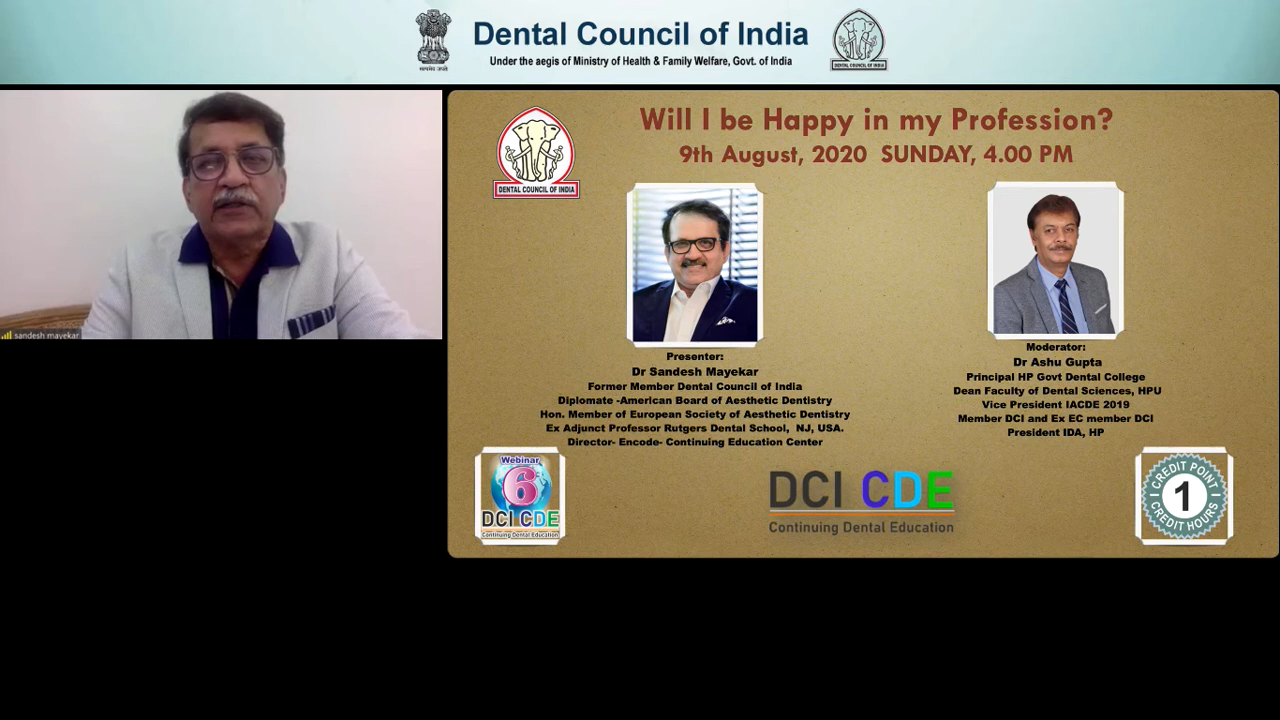 Dental Council of India
Under the aegis of Ministry of Health & Family Welfare, Govt. of India
सत्यमेव जयते
DENTAL COUNCIL OF INDIA
sandesh mayekar
Will I be Happy in my Profession?
9th August, 2020 SUNDAY, 4.00 PM
DENTAL COUNCIL OF INDIA
Presenter:
Dr Sandesh Mayekar
Former Member Dental Council of India
Diplomate -American Board of Aesthetic Dentistry
Hon. Member of European Society of Aesthetic Dentistry
Ex Adjunct Professor Rutgers Dental School, NJ, USA.
Director- Encode- Continuing Education Center
Moderator:
Dr Ashu Gupta
Principal HP Govt Dental College
Dean Faculty of Dental Sciences, HPU
Vice President IACDE 2019
Member DCI and Ex EC member DCI
President IDA, HP
Webinar
6
DCI CDE
Continuing Dental Education
DCI CDE
Continuing Dental Education
CREDIT POINT
1
CREDIT HOURS